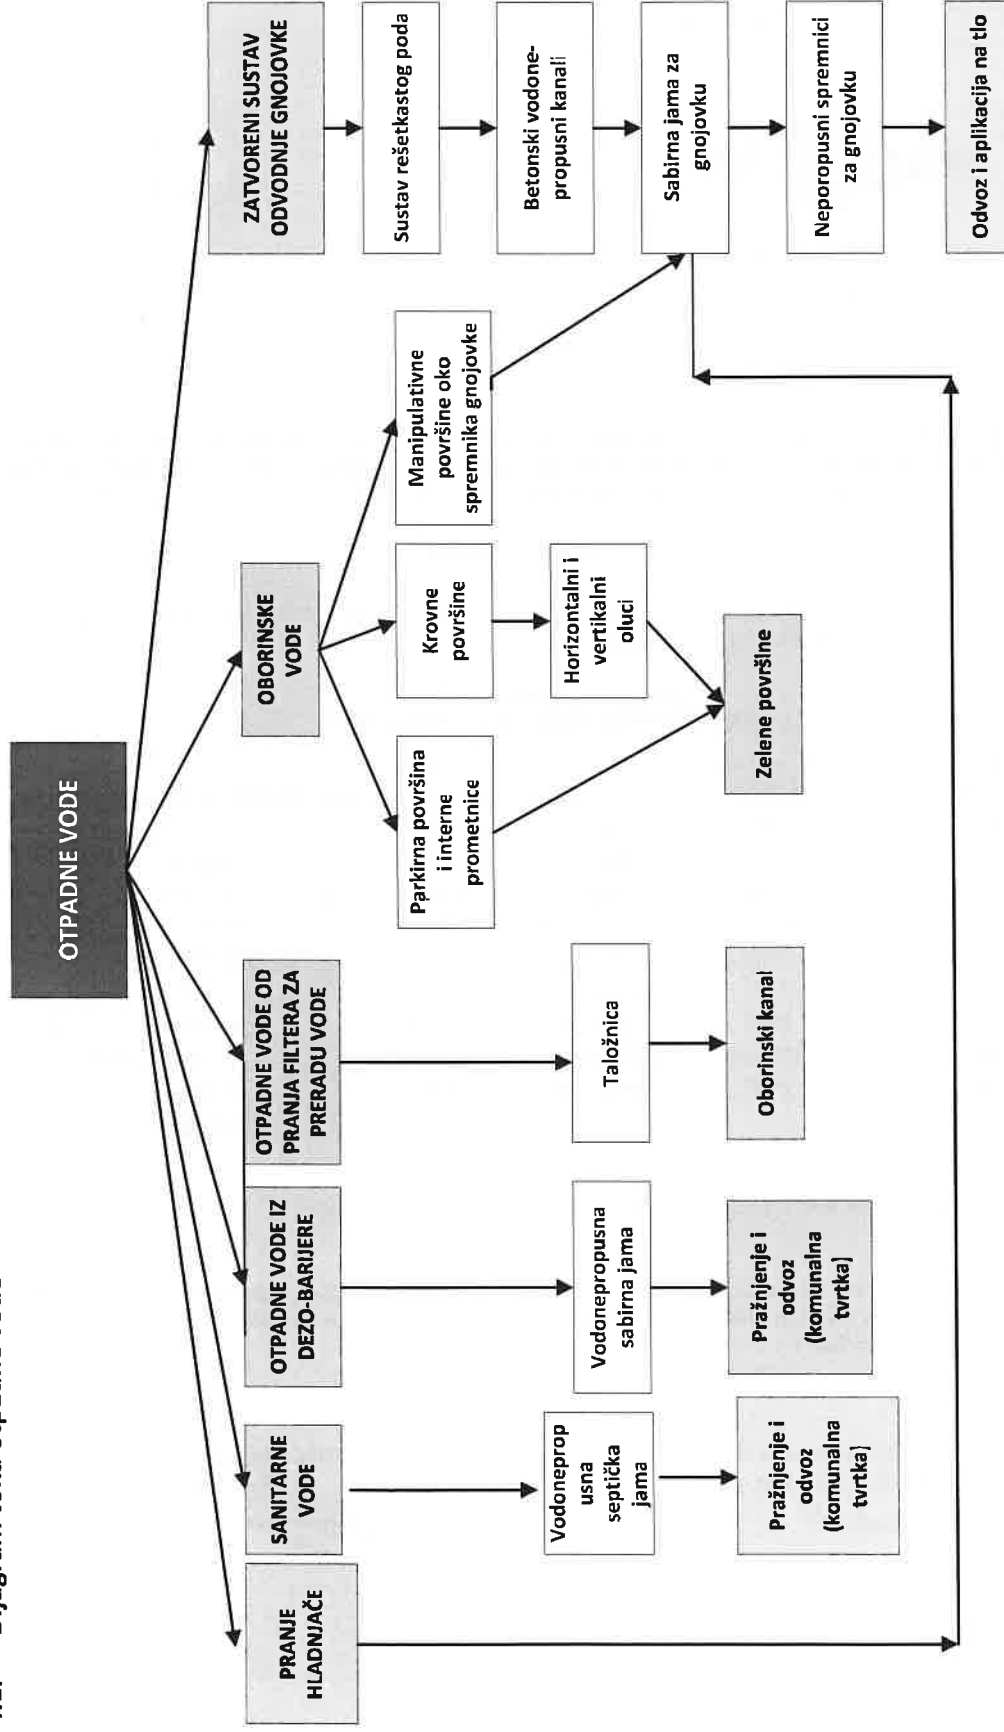 OTPADNE VODE
PRANJE
HLADNJAČE
SANITARNE
VODE
OTPADNE VODE IZ
DEZO-BARIJERE
OTPADNE VODE OD
PRANJA FILTERA ZA
PRERADU VODE
OBORINSKE
VODE
ZATVORENI SUSTAV
ODVODNJE GNOJOVKE
Parkirna površina
i interne
prometnice
Krovne
površine
Manipulativne
površine oko
spremnika gnojovke
Sustav rešetkastog poda
Betonski vodone-
propusni kanali
Vodoneprop
usna
septička
jama
Vodonepropusna
sabirna jama
Taložnica
Horizontalni i
vertikalni
oluci
Sabirna jama za
gnojovku
Pražnjenje i
odvoz
(komunalna
tvrtka)
Pražnjenje i
odvoz
(komunalna
tvrtka)
Oborinski kanal
Zelene površine
Neporopusni spremnici
za gnojovku
Odvoz i aplikacija na tlo